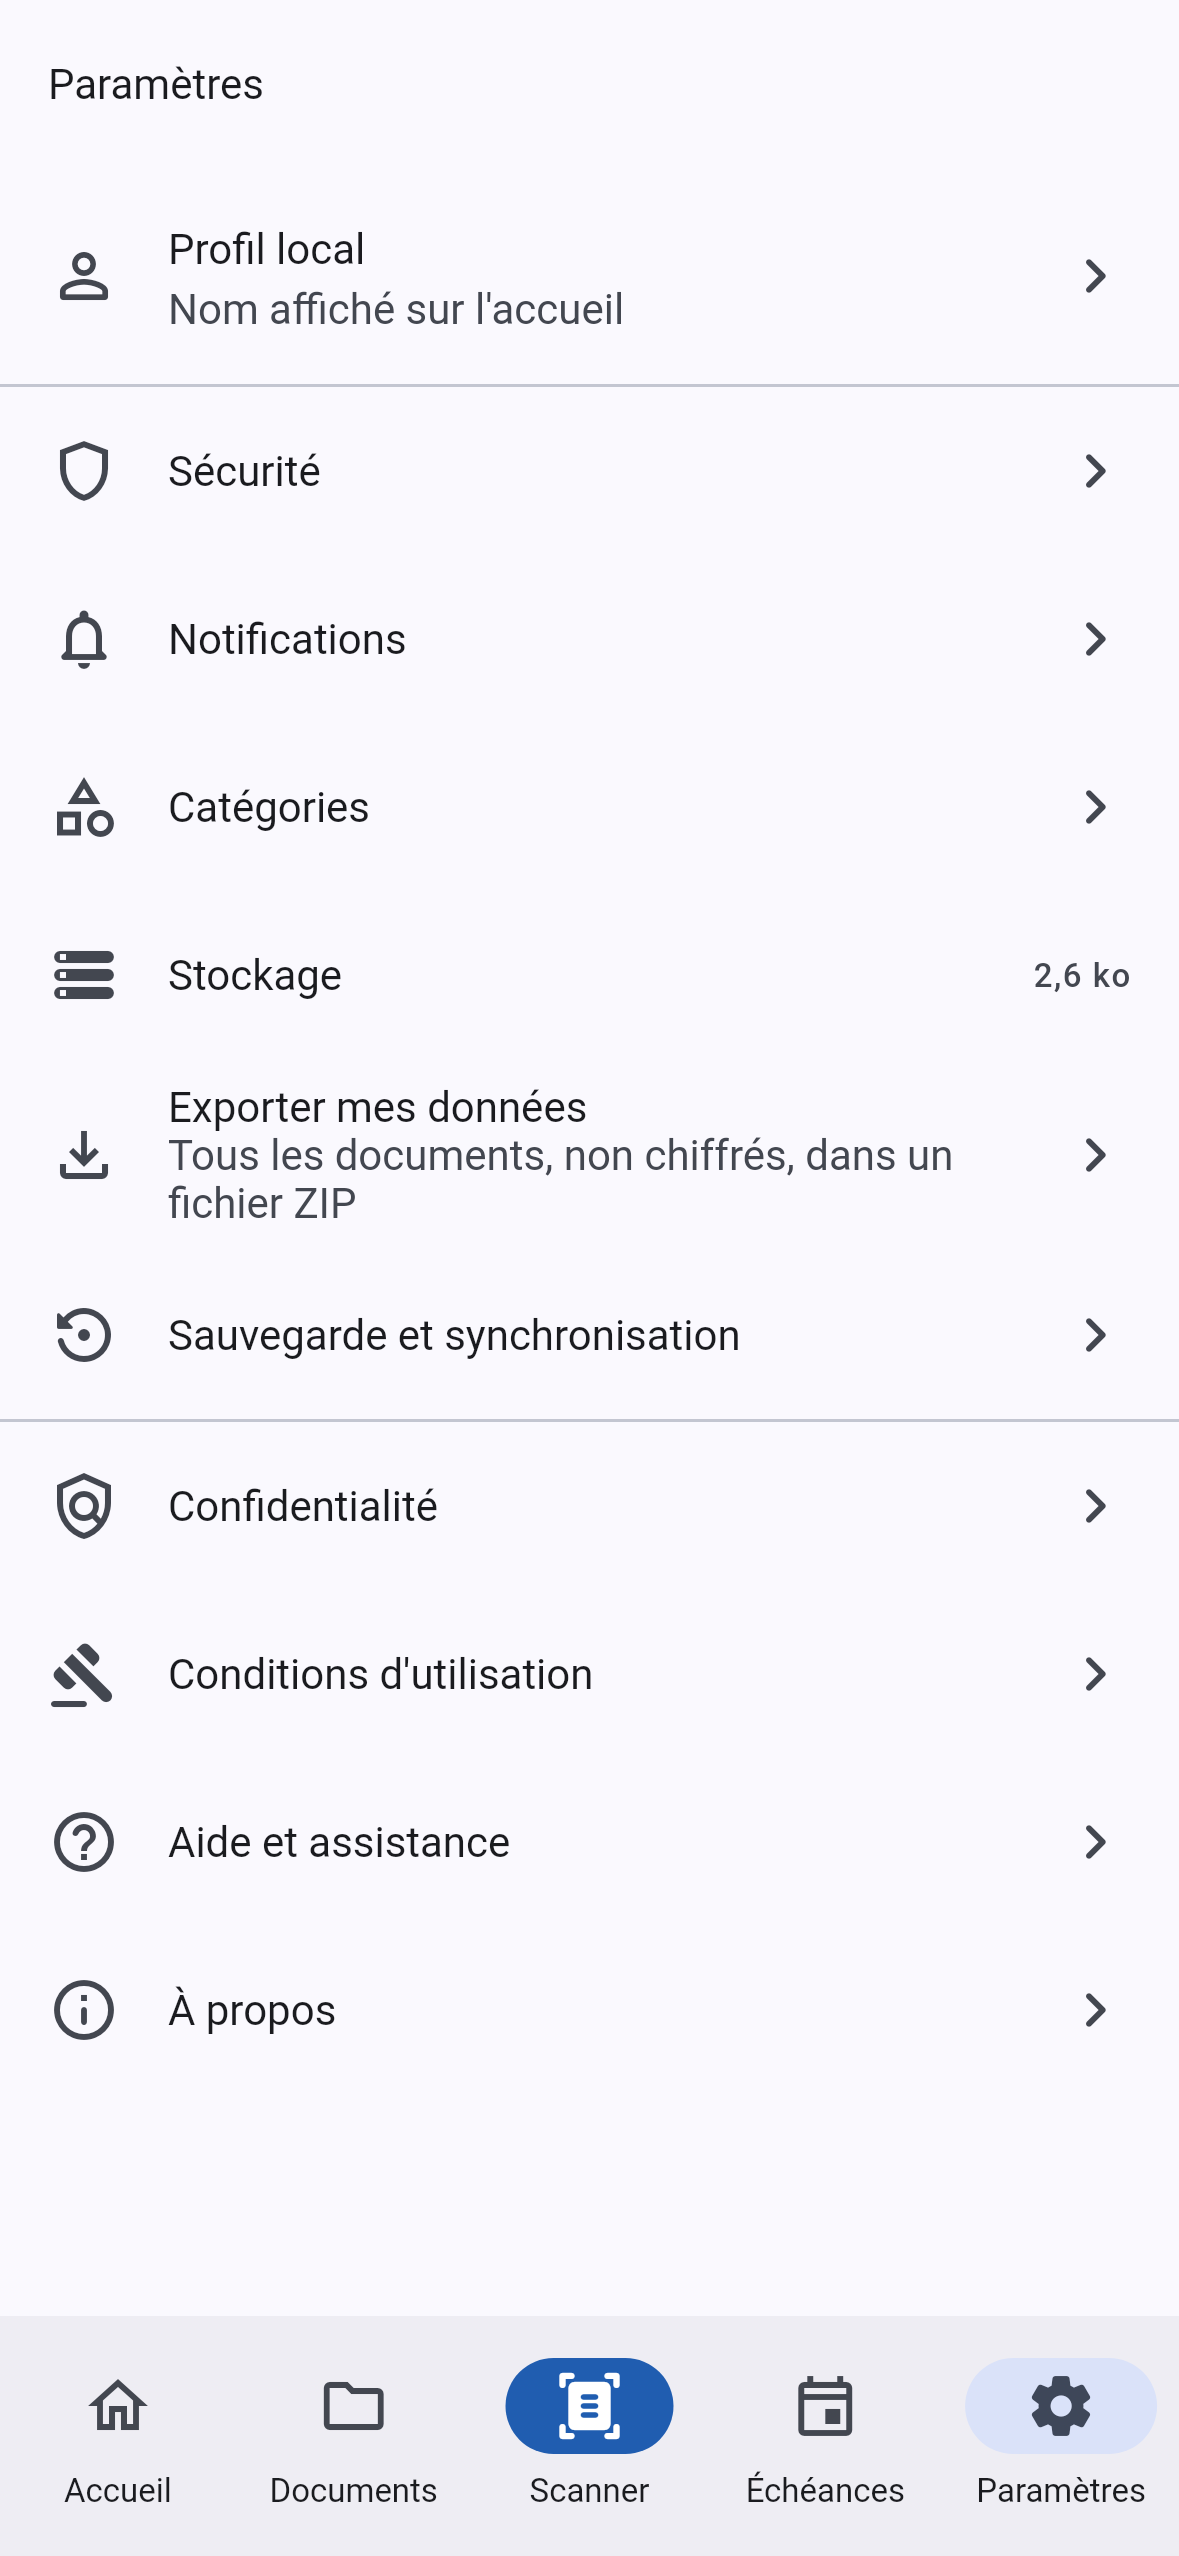 Paramètres
Profil local
Nom affiché sur l'accueil
Sécurité
Notifications
Catégories
Stockage
2,6 ko
Exporter mes données
Tous les documents, non chiffrés, dans un
fichier ZIP
Sauvegarde et synchronisation
Confidentialité
Conditions d'utilisation
Aide et assistance
À propos
Accueil
Documents
Scanner
Échéances
Paramètres